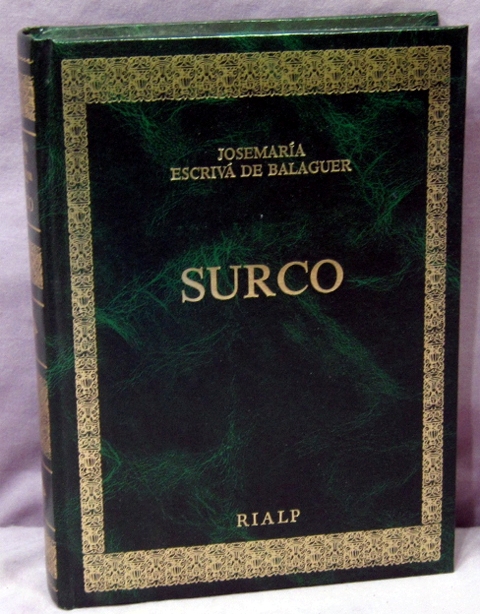 JOSEMARÍA
ESCRIVÁ DE BALAGUER
SURCO
RIALP